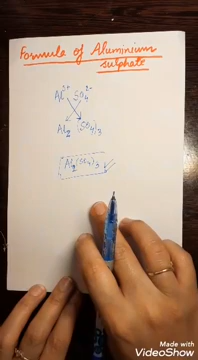 Formula of Aluminium
sulphate
Al³⁺ SO₄²⁻
Al₂ (SO₄)₃
Al₂(SO₄)₃
Made with
VideoShow